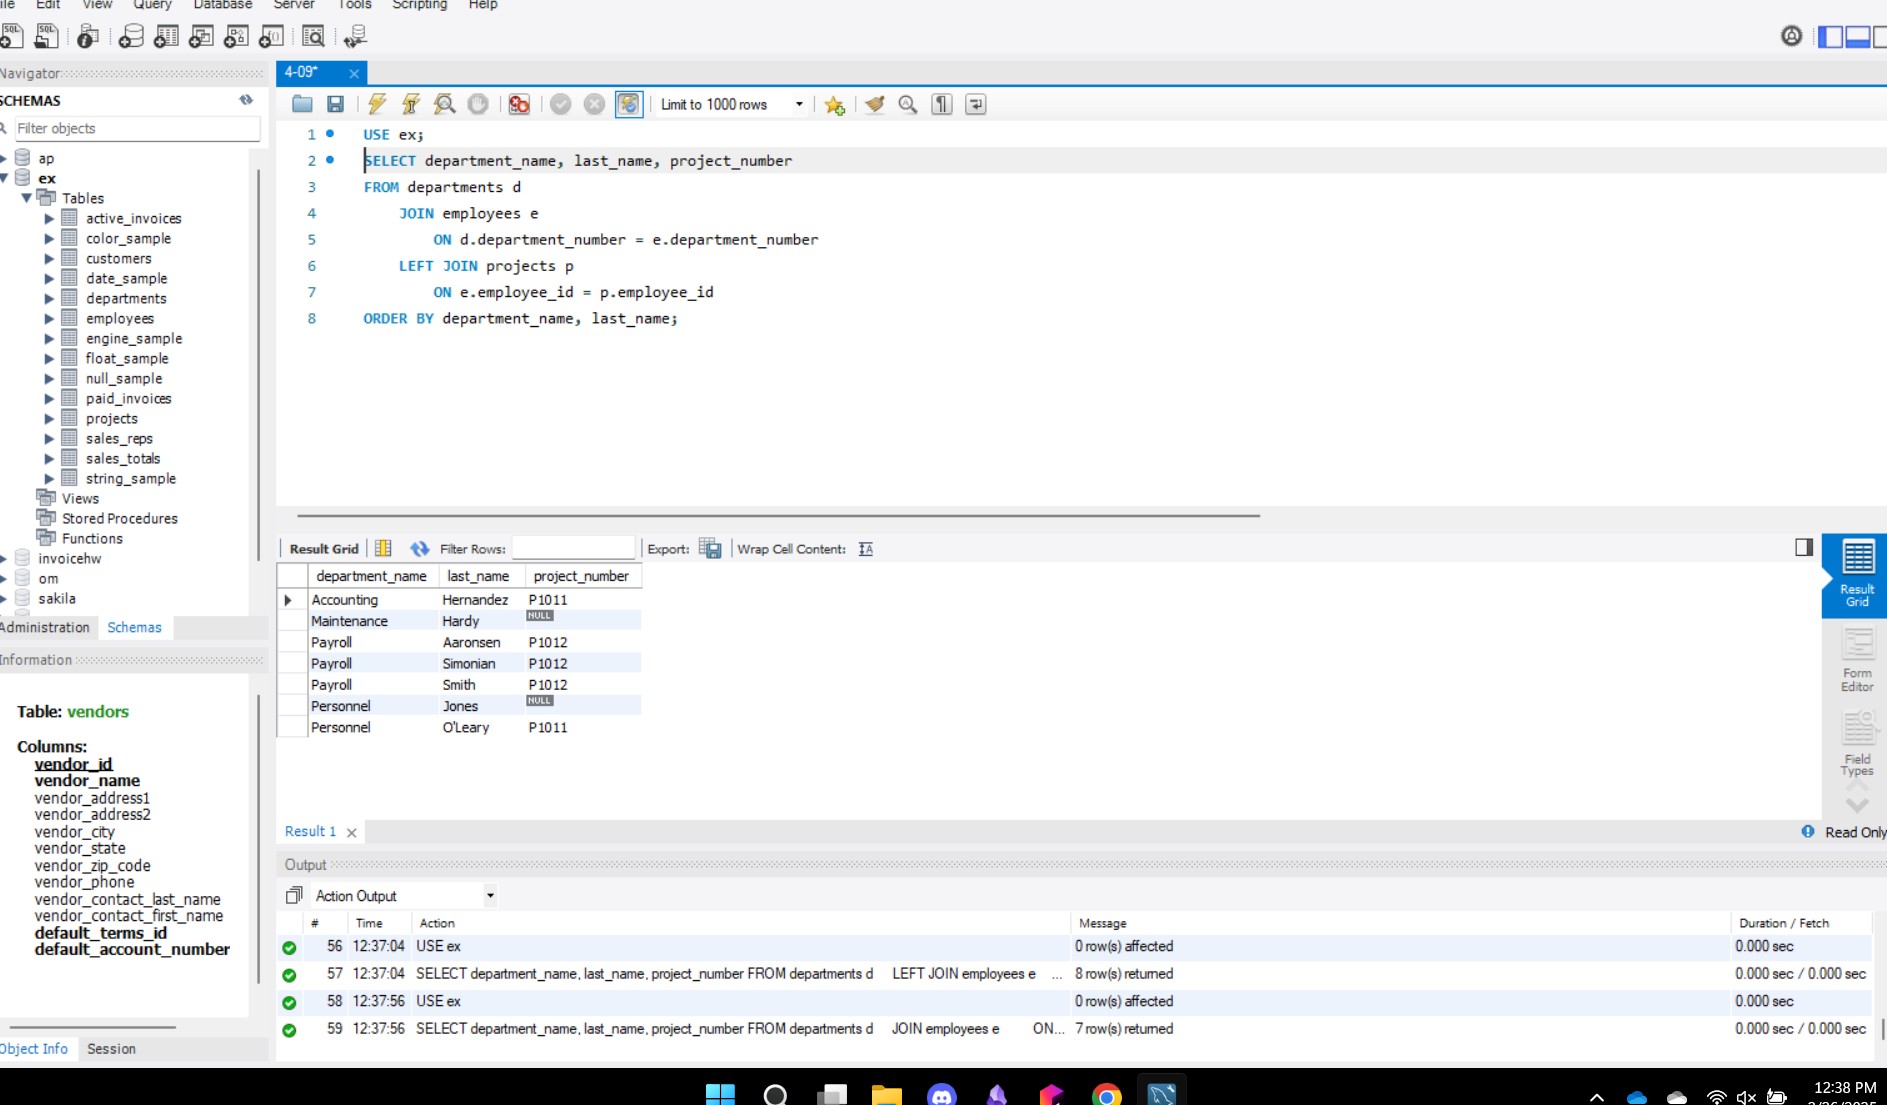 Edit View Query Database Server Tools Scripting Help
Navigator
SCHEMAS
Filter objects
ap
ex
Tables
active_invoices
color_sample
customers
date_sample
departments
employees
engine_sample
float_sample
null_sample
paid_invoices
projects
sales_reps
sales_totals
string_sample
Views
Stored Procedures
Functions
invoicehw
om
sakila
Administration Schemas
Information
Table: vendors
Columns:
vendor_id
vendor_name
vendor_address1
vendor_address2
vendor_city
vendor_state
vendor_zip_code
vendor_phone
vendor_contact_last_name
vendor_contact_first_name
default_terms_id
default_account_number
Object Info Session
4-09*
Limit to 1000 rows
1 USE ex;
2 SELECT department_name, last_name, project_number
3 FROM departments d
4 JOIN employees e
5 ON d.department_number = e.department_number
6 LEFT JOIN projects p
7 ON e.employee_id = p.employee_id
8 ORDER BY department_name, last_name;
Result Grid Filter Rows: Export: Wrap Cell Content:
department_name last_name project_number
Accounting Hernandez P1011
Maintenance Hardy NULL
Payroll Aaronsen P1012
Payroll Simonian P1012
Payroll Smith P1012
Personnel Jones NULL
Personnel O'Leary P1011
Result
Grid
Form
Editor
Field
Types
Result 1
Read Only
Output
Action Output
# Time Action Message Duration / Fetch
56 12:37:04 USE ex 0 row(s) affected 0.000 sec
57 12:37:04 SELECT department_name, last_name, project_number FROM departments d LEFT JOIN employees e ... 8 row(s) returned 0.000 sec / 0.000 sec
58 12:37:56 USE ex 0 row(s) affected 0.000 sec
59 12:37:56 SELECT department_name, last_name, project_number FROM departments d JOIN employees e ON... 7 row(s) returned 0.000 sec / 0.000 sec
12:38 PM